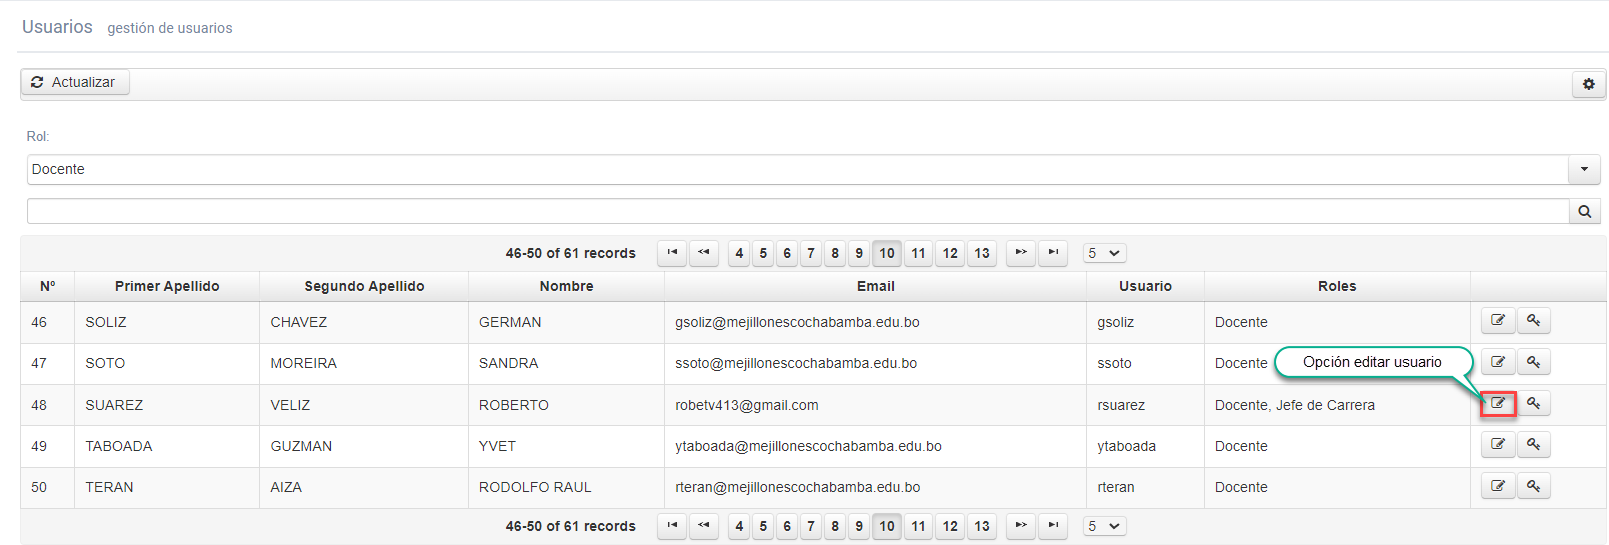 Usuarios gestión de usuarios
Actualizar
Rol:
Docente
46-50 of 61 records 4 5 6 7 8 9 10 11 12 13 5
Nº Primer Apellido Segundo Apellido Nombre Email Usuario Roles
46 SOLIZ CHAVEZ GERMAN gsoliz@mejillonescochabamba.edu.bo gsoliz Docente
47 SOTO MOREIRA SANDRA ssoto@mejillonescochabamba.edu.bo ssoto Docente
Opción editar usuario
48 SUAREZ VELIZ ROBERTO robetv413@gmail.com rsuarez Docente, Jefe de Carrera
49 TABOADA GUZMAN YVET ytaboada@mejillonescochabamba.edu.bo ytaboada Docente
50 TERAN AIZA RODOLFO RAUL rteran@mejillonescochabamba.edu.bo rteran Docente
46-50 of 61 records 4 5 6 7 8 9 10 11 12 13 5